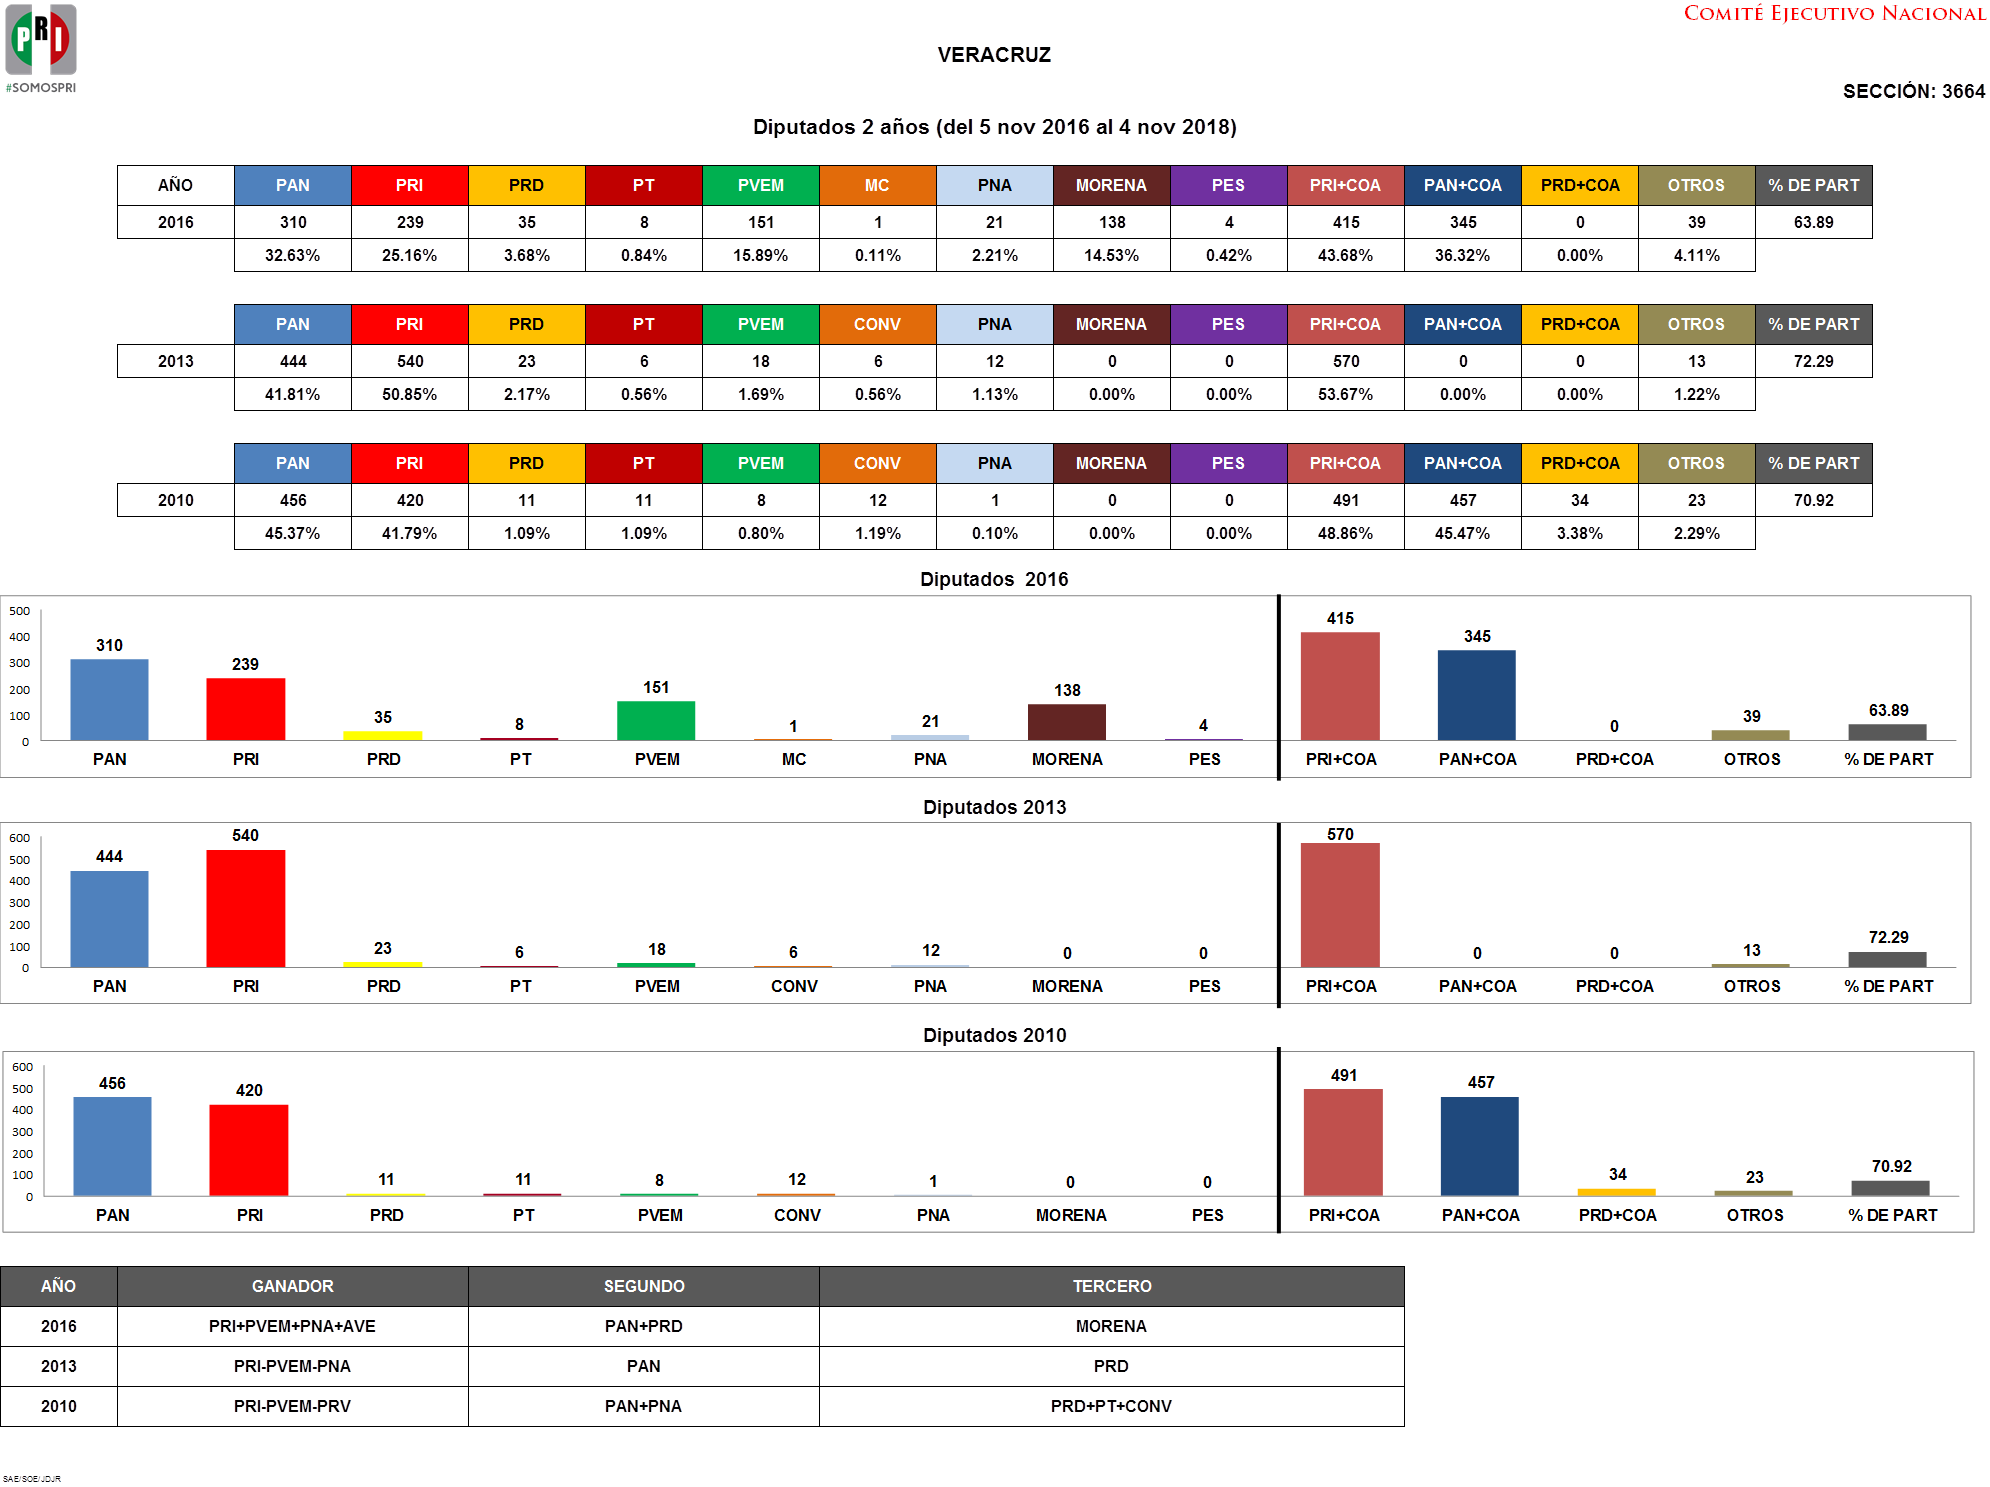 PRI
#SOMOSPRI
COMITÉ EJECUTIVO NACIONAL
VERACRUZ
SECCIÓN: 3664
Diputados 2 años (del 5 nov 2016 al 4 nov 2018)
AÑO PAN PRI PRD PT PVEM MC PNA MORENA PES PRI+COA PAN+COA PRD+COA OTROS % DE PART
2016 310 239 35 8 151 1 21 138 4 415 345 0 39 63.89
32.63% 25.16% 3.68% 0.84% 15.89% 0.11% 2.21% 14.53% 0.42% 43.68% 36.32% 0.00% 4.11%
PAN PRI PRD PT PVEM CONV PNA MORENA PES PRI+COA PAN+COA PRD+COA OTROS % DE PART
2013 444 540 23 6 18 6 12 0 0 570 0 0 13 72.29
41.81% 50.85% 2.17% 0.56% 1.69% 0.56% 1.13% 0.00% 0.00% 53.67% 0.00% 0.00% 1.22%
PAN PRI PRD PT PVEM CONV PNA MORENA PES PRI+COA PAN+COA PRD+COA OTROS % DE PART
2010 456 420 11 11 8 12 1 0 0 491 457 34 23 70.92
45.37% 41.79% 1.09% 1.09% 0.80% 1.19% 0.10% 0.00% 0.00% 48.86% 45.47% 3.38% 2.29%
Diputados 2016
500
400
300
200
100
0
310 239 35 8 151 1 21 138 4 415 345 0 39 63.89
PAN PRI PRD PT PVEM MC PNA MORENA PES PRI+COA PAN+COA PRD+COA OTROS % DE PART
Diputados 2013
600
500
400
300
200
100
0
444 540 23 6 18 6 12 0 0 570 0 0 13 72.29
PAN PRI PRD PT PVEM CONV PNA MORENA PES PRI+COA PAN+COA PRD+COA OTROS % DE PART
Diputados 2010
600
500
400
300
200
100
0
456 420 11 11 8 12 1 0 0 491 457 34 23 70.92
PAN PRI PRD PT PVEM CONV PNA MORENA PES PRI+COA PAN+COA PRD+COA OTROS % DE PART
AÑO GANADOR SEGUNDO TERCERO
2016 PRI+PVEM+PNA+AVE PAN+PRD MORENA
2013 PRI-PVEM-PNA PAN PRD
2010 PRI-PVEM-PRV PAN+PNA PRD+PT+CONV
SAE/SOE/JDJR